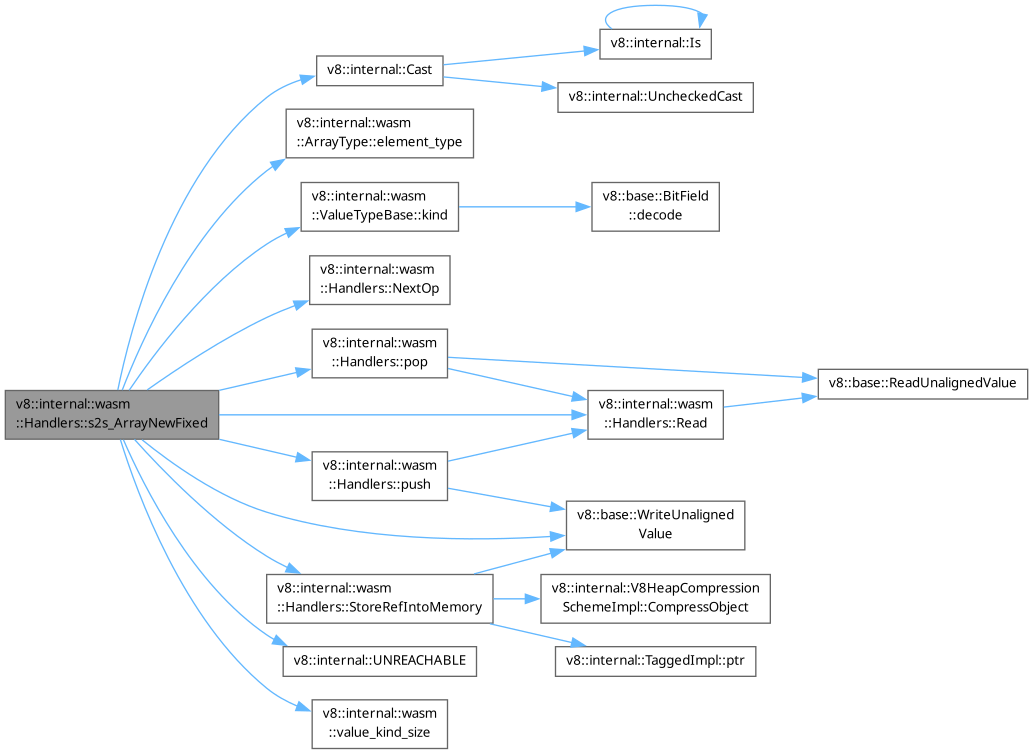 v8::internal::Is
v8::internal::Cast
v8::internal::UncheckedCast
v8::internal::wasm
::ArrayType::element_type
v8::internal::wasm
::ValueTypeBase::kind
v8::base::BitField
::decode
v8::internal::wasm
::Handlers::NextOp
v8::internal::wasm
::Handlers::pop
v8::base::ReadUnalignedValue
v8::internal::wasm
::Handlers::s2s_ArrayNewFixed
v8::internal::wasm
::Handlers::Read
v8::internal::wasm
::Handlers::push
v8::base::WriteUnaligned
Value
v8::internal::wasm
::Handlers::StoreRefIntoMemory
v8::internal::V8HeapCompression
SchemeImpl::CompressObject
v8::internal::UNREACHABLE
v8::internal::TaggedImpl::ptr
v8::internal::wasm
::value_kind_size